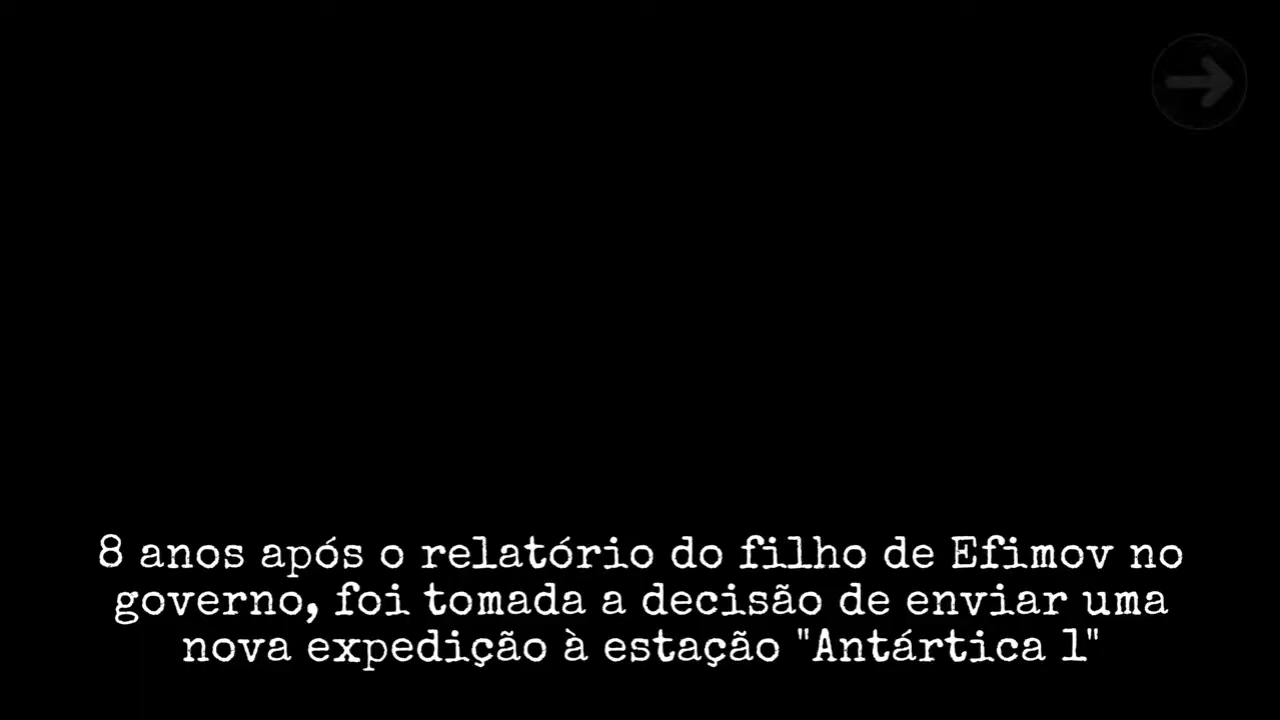 8 anos após o relatório do filho de Efimov no
governo, foi tomada a decisão de enviar uma
nova expedição à estação "Antártica 1"